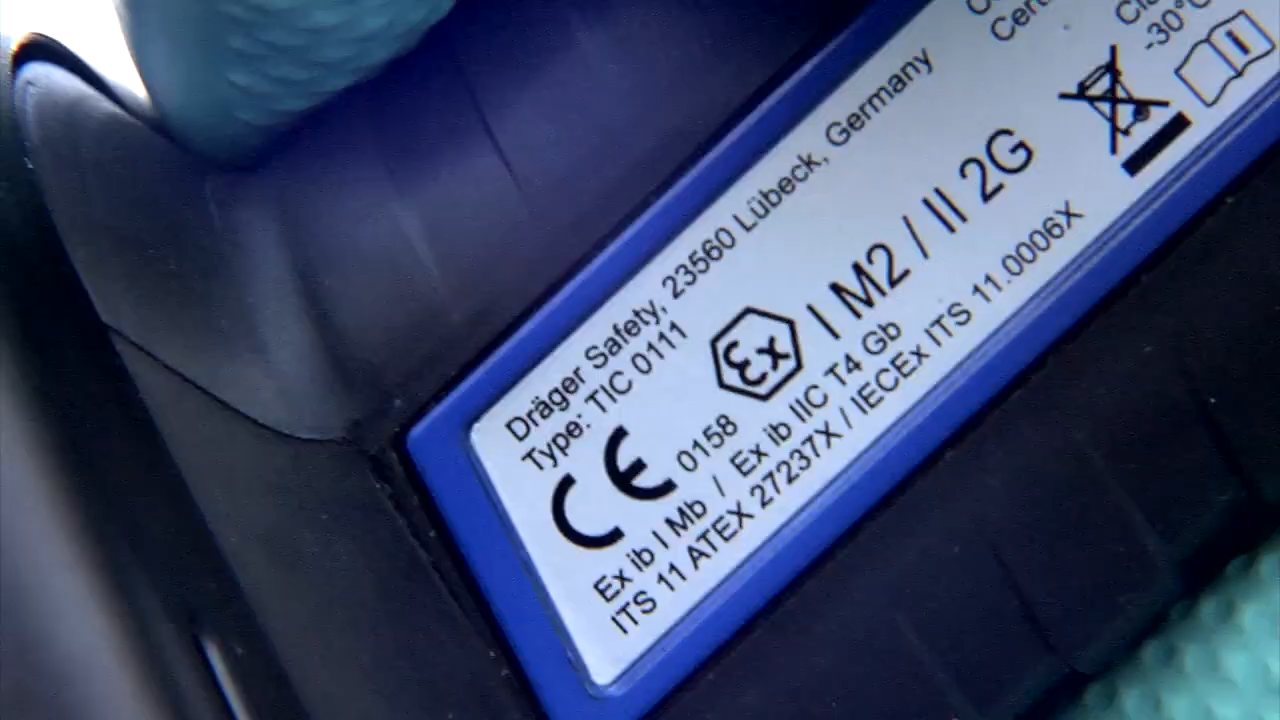 Dräger Safety, 23560 Lübeck, Germany
Type: TIC 0111
CE 0158 Ex I M2 / II 2G
Ex ib I Mb / Ex ib IIC T4 Gb
ITS 11 ATEX 27237X / IECEx ITS 11.0006X
-30°C